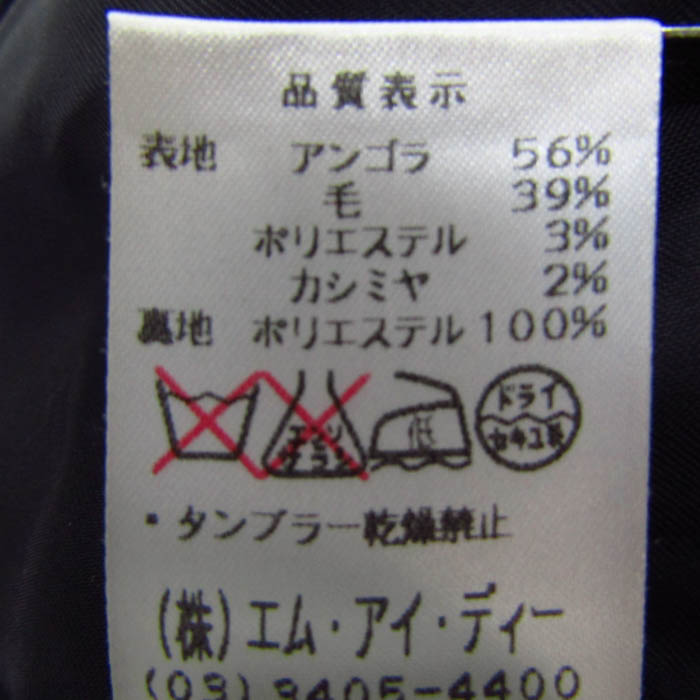 品質表示
表地 アンゴラ 56%
毛 39%
ポリエステル 3%
カシミヤ 2%
裏地 ポリエステル 100%
エンソ サラシ 低 ドライ セキユ系
・タンブラー乾燥禁止
(株)エム・アイ・ディー
(03)3405-4400